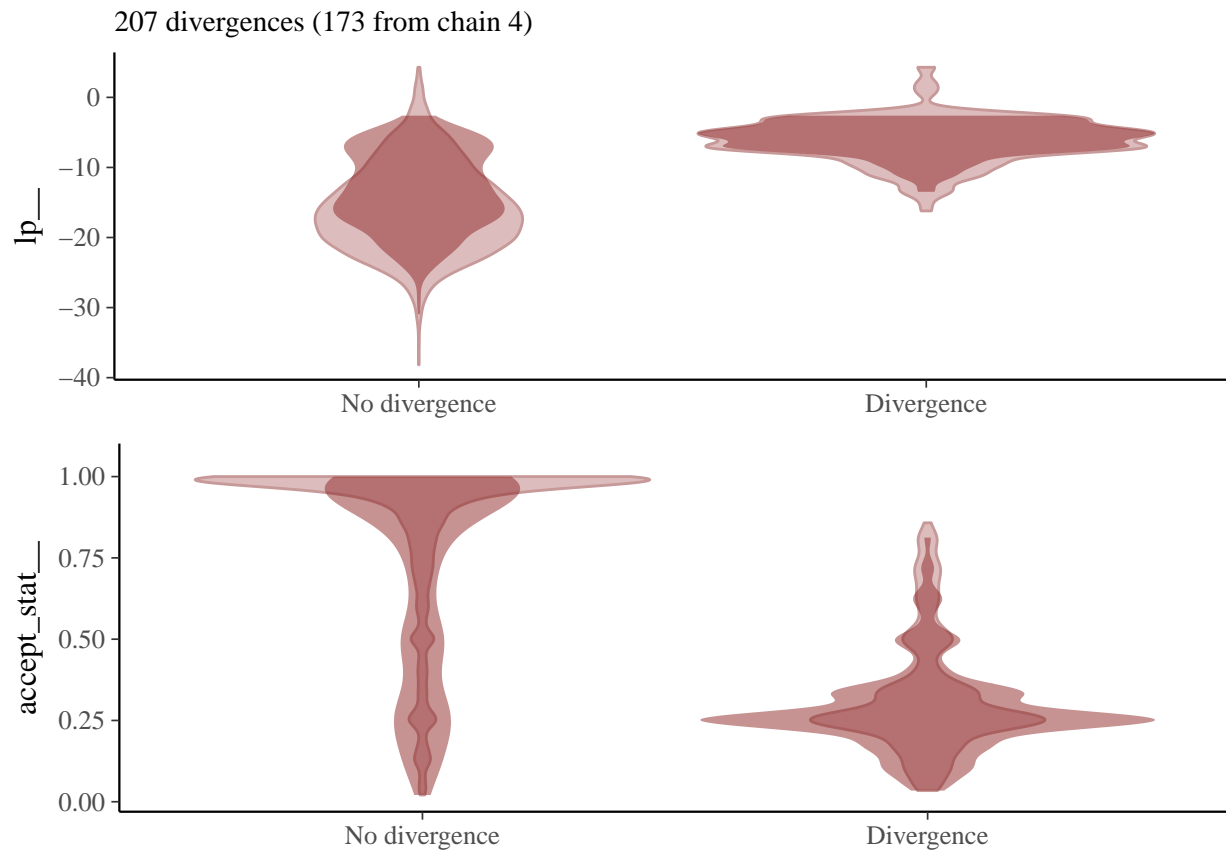 207 divergences (173 from chain 4)
lp__
0
−10
−20
−30
−40
No divergence
Divergence
accept_stat__
1.00
0.75
0.50
0.25
0.00
No divergence
Divergence